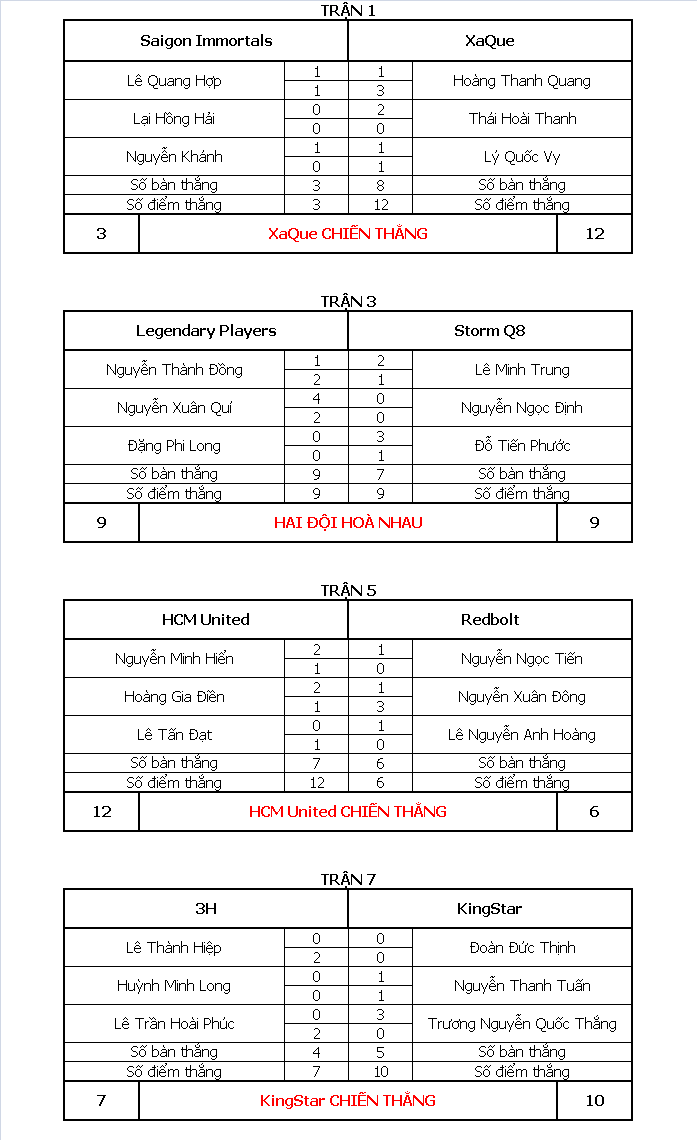 TRẬN 1
Saigon Immortals XaQue
Lê Quang Hợp 1 1 Hoàng Thanh Quang
1 3
Lại Hồng Hải 0 2 Thái Hoài Thanh
0 0
Nguyễn Khánh 1 1 Lý Quốc Vy
0 1
Số bàn thắng 3 8 Số bàn thắng
Số điểm thắng 3 12 Số điểm thắng
3 XaQue CHIẾN THẮNG 12
TRẬN 3
Legendary Players Storm Q8
Nguyễn Thành Đồng 1 2 Lê Minh Trung
2 1
Nguyễn Xuân Quí 4 0 Nguyễn Ngọc Định
2 0
Đặng Phi Long 0 3 Đỗ Tiến Phước
0 1
Số bàn thắng 9 7 Số bàn thắng
Số điểm thắng 9 9 Số điểm thắng
9 HAI ĐỘI HOÀ NHAU 9
TRẬN 5
HCM United Redbolt
Nguyễn Minh Hiển 2 1 Nguyễn Ngọc Tiến
1 0
Hoàng Gia Điền 2 1 Nguyễn Xuân Đông
1 3
Lê Tấn Đạt 0 1 Lê Nguyễn Anh Hoàng
1 0
Số bàn thắng 7 6 Số bàn thắng
Số điểm thắng 12 6 Số điểm thắng
12 HCM United CHIẾN THẮNG 6
TRẬN 7
3H KingStar
Lê Thành Hiệp 0 0 Đoàn Đức Thịnh
2 0
Huỳnh Minh Long 0 1 Nguyễn Thanh Tuấn
0 1
Lê Trần Hoài Phúc 0 3 Trương Nguyễn Quốc Thắng
2 0
Số bàn thắng 4 5 Số bàn thắng
Số điểm thắng 7 10 Số điểm thắng
7 KingStar CHIẾN THẮNG 10